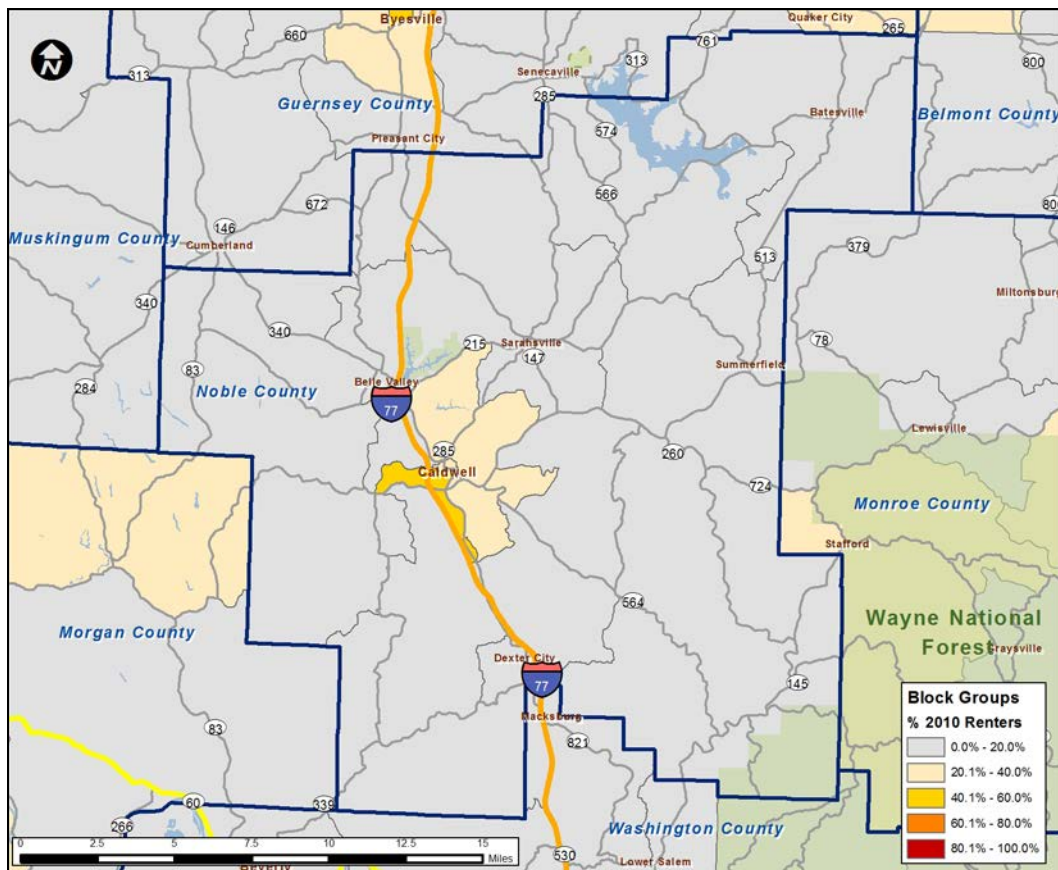 Byesville
Quaker City
265
660
761
N
313
Senecaville
313
800
285
Guernsey County
Batesville
Belmont County
574
Pleasant City
566
672
146
Muskingum County
Cumberland
379
513
Miltonsburg
340
340
78
215
Sarahsville
147
83
Summerfield
284
Noble County
Belle Valley
77
Lewisville
285
260
Caldwell
724
Monroe County
Stafford
564
Wayne National
Forest
Morgan County
Graysville
Dexter City
77
145
Block Groups
% 2010 Renters
0.0% - 20.0%
20.1% - 40.0%
40.1% - 60.0%
60.1% - 80.0%
80.1% - 100.0%
Macksburg
83
821
60
339
266
Washington County
0 2.5 5 7.5 10 12.5 15
Miles
530
Lower Salem
Beverly